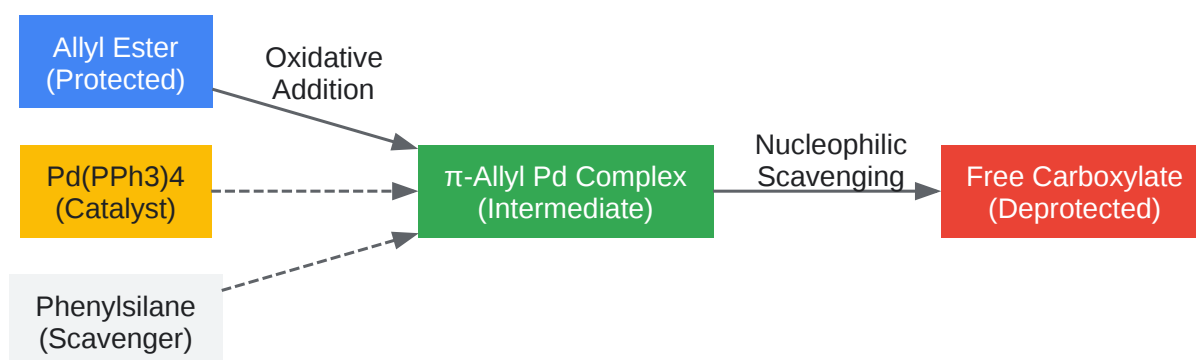 Allyl Ester
(Protected)
Oxidative
Addition
Pd(PPh3)4
(Catalyst)
π-Allyl Pd Complex
(Intermediate)
Nucleophilic
Scavenging
Free Carboxylate
(Deprotected)
Phenylsilane
(Scavenger)